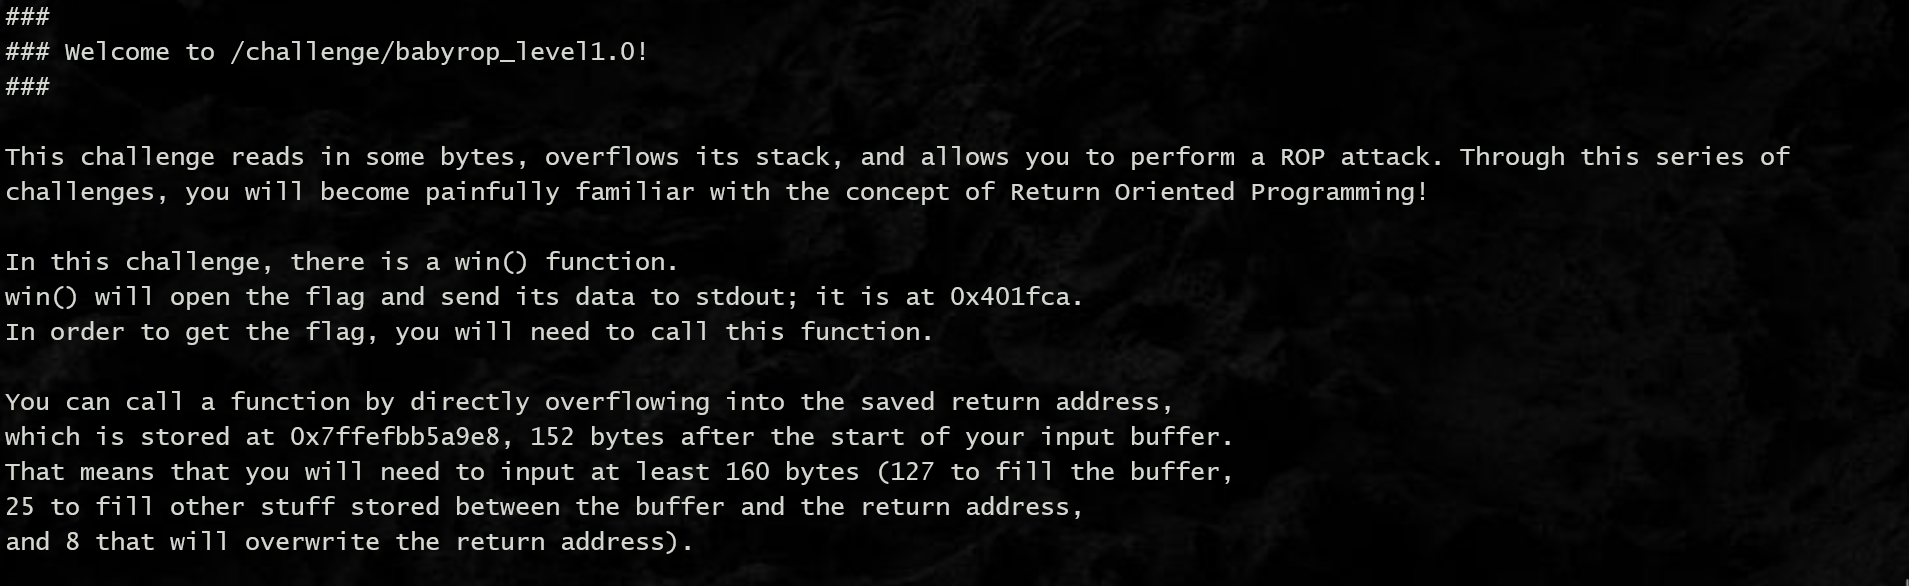 ###
### Welcome to /challenge/babyrop_level1.0!
###
This challenge reads in some bytes, overflows its stack, and allows you to perform a ROP attack. Through this series of
challenges, you will become painfully familiar with the concept of Return Oriented Programming!
In this challenge, there is a win() function.
win() will open the flag and send its data to stdout; it is at 0x401fca.
In order to get the flag, you will need to call this function.
You can call a function by directly overflowing into the saved return address,
which is stored at 0x7ffefbb5a9e8, 152 bytes after the start of your input buffer.
That means that you will need to input at least 160 bytes (127 to fill the buffer,
25 to fill other stuff stored between the buffer and the return address,
and 8 that will overwrite the return address).